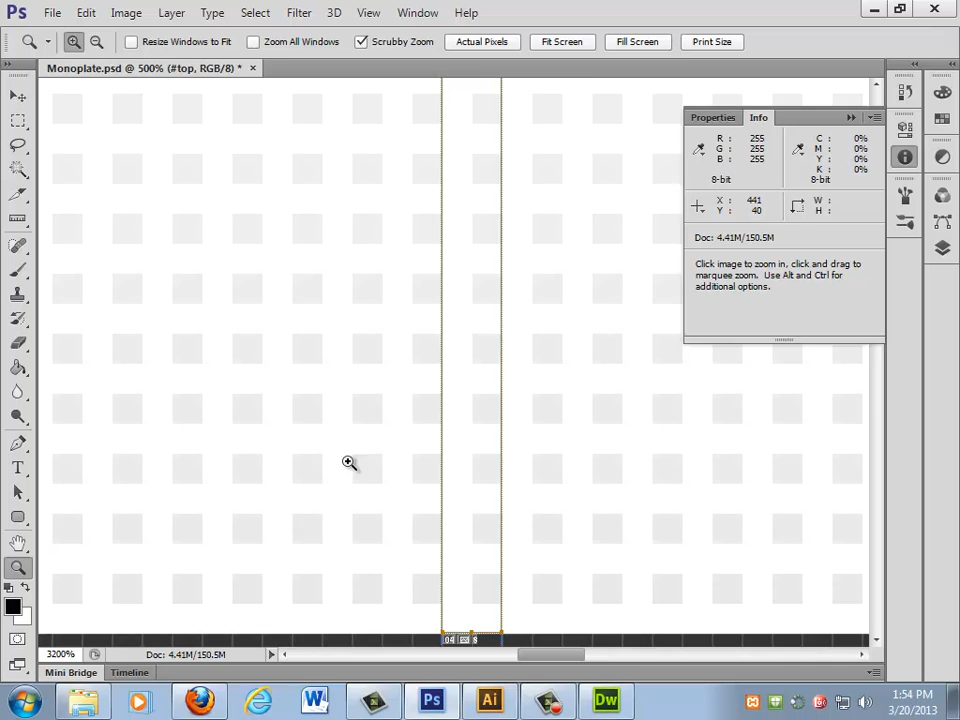 Ps File Edit Image Layer Type Select Filter 3D View Window Help
Resize Windows to Fit Zoom All Windows Scrubby Zoom Actual Pixels Fit Screen Fill Screen Print Size
Monoplate.psd @ 500% (#top, RGB/8) * ×
Properties Info
R : 255 C : 0%
G : 255 M : 0%
B : 255 Y : 0%
K : 0%
8-bit 8-bit
X : 441 W :
Y : 40 H :
Doc: 4.41M/150.5M
Click image to zoom in, click and drag to
marquee zoom. Use Alt and Ctrl for
additional options.
T
3200% Doc: 4.41M/150.5M
Mini Bridge Timeline
W Ps Ai Dw
1:54 PM
3/20/2013